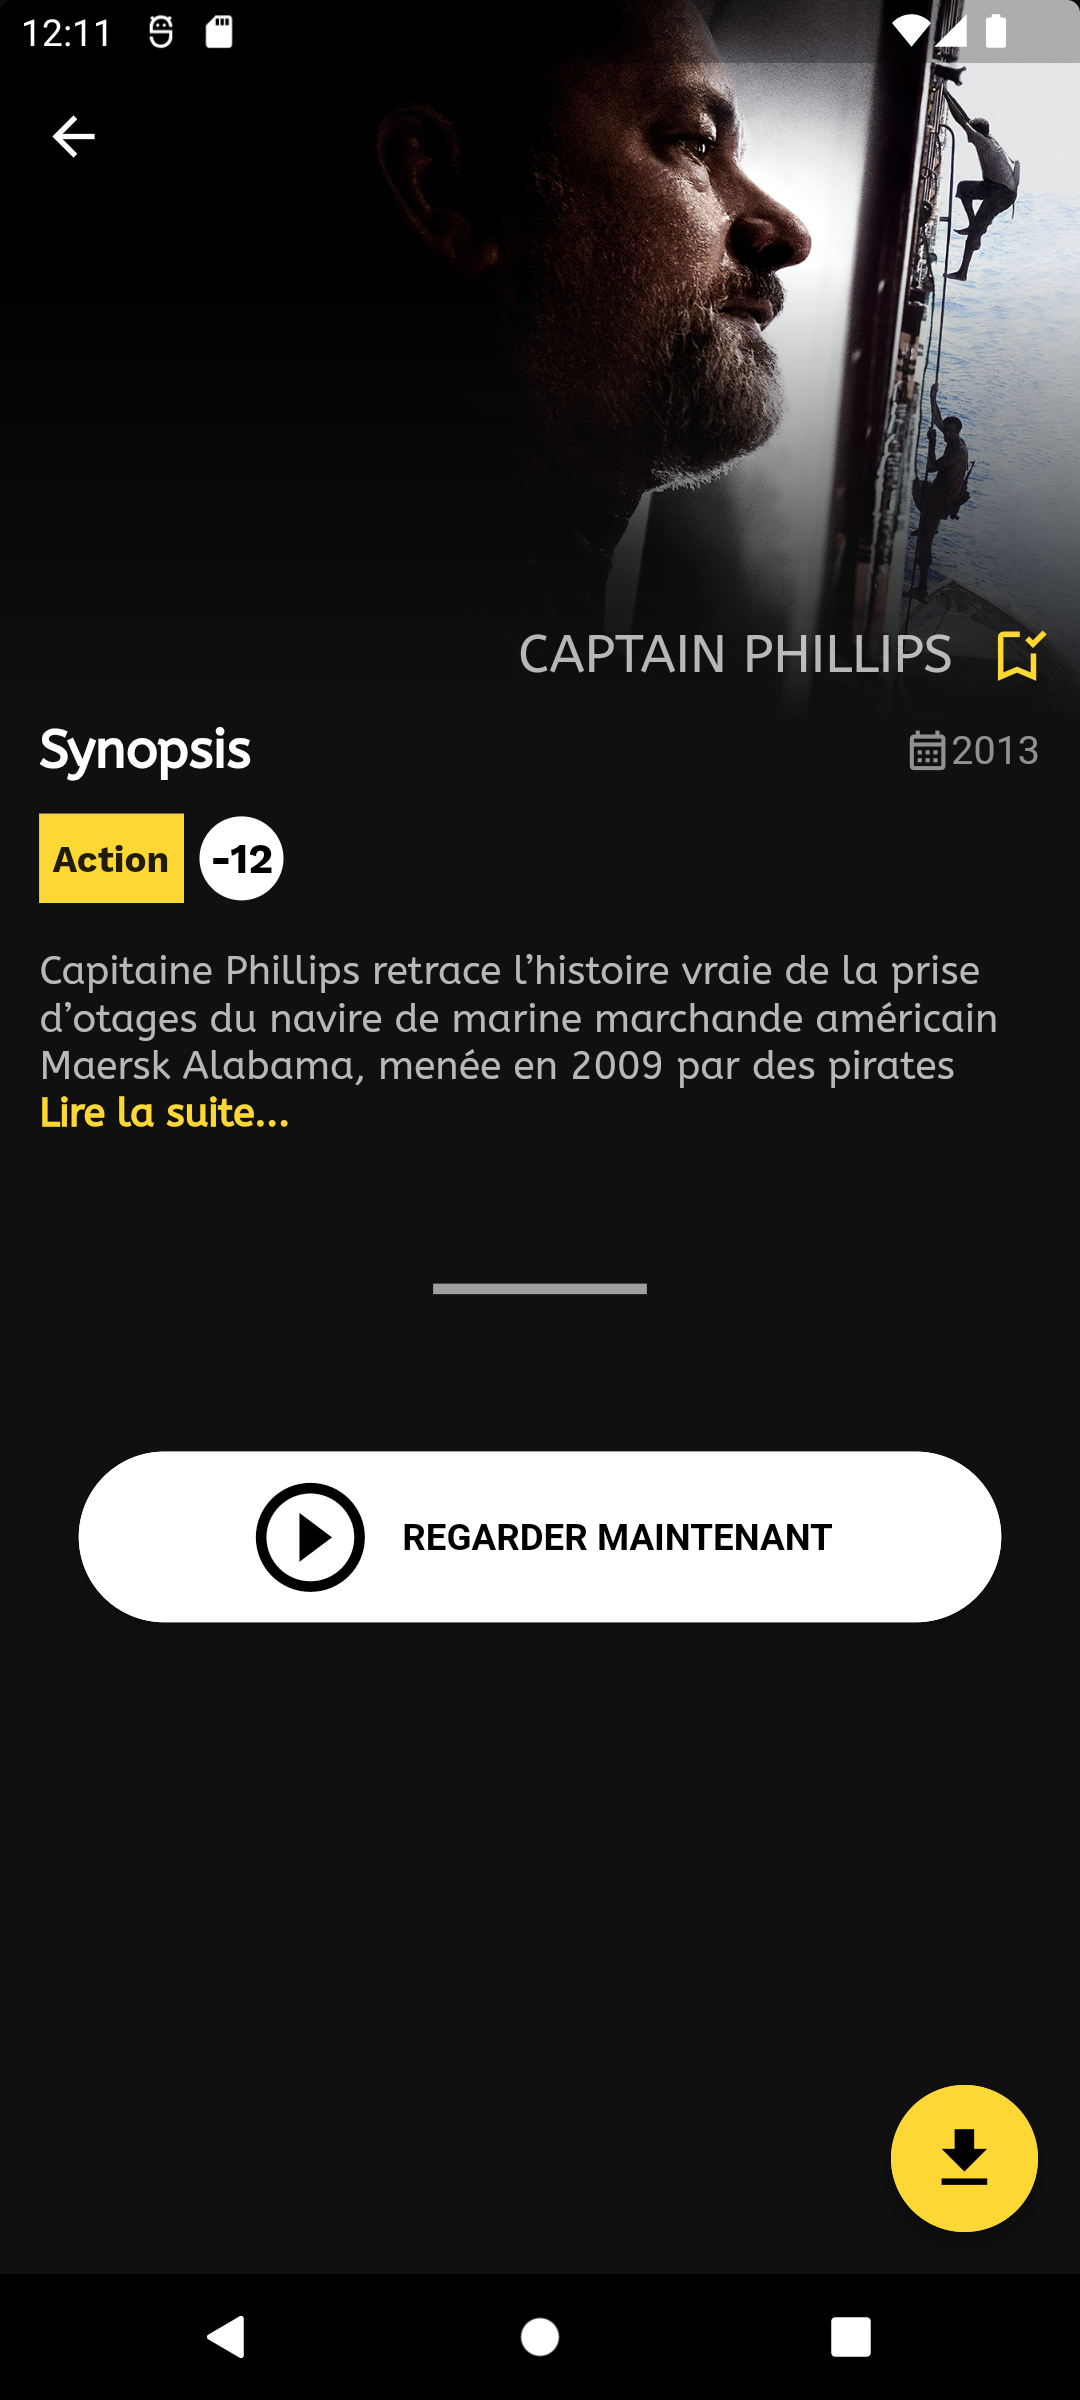 12:11
CAPTAIN PHILLIPS
Synopsis
2013
Action
-12
Capitaine Phillips retrace l’histoire vraie de la prise
d’otages du navire de marine marchande américain
Maersk Alabama, menée en 2009 par des pirates
Lire la suite...
REGARDER MAINTENANT